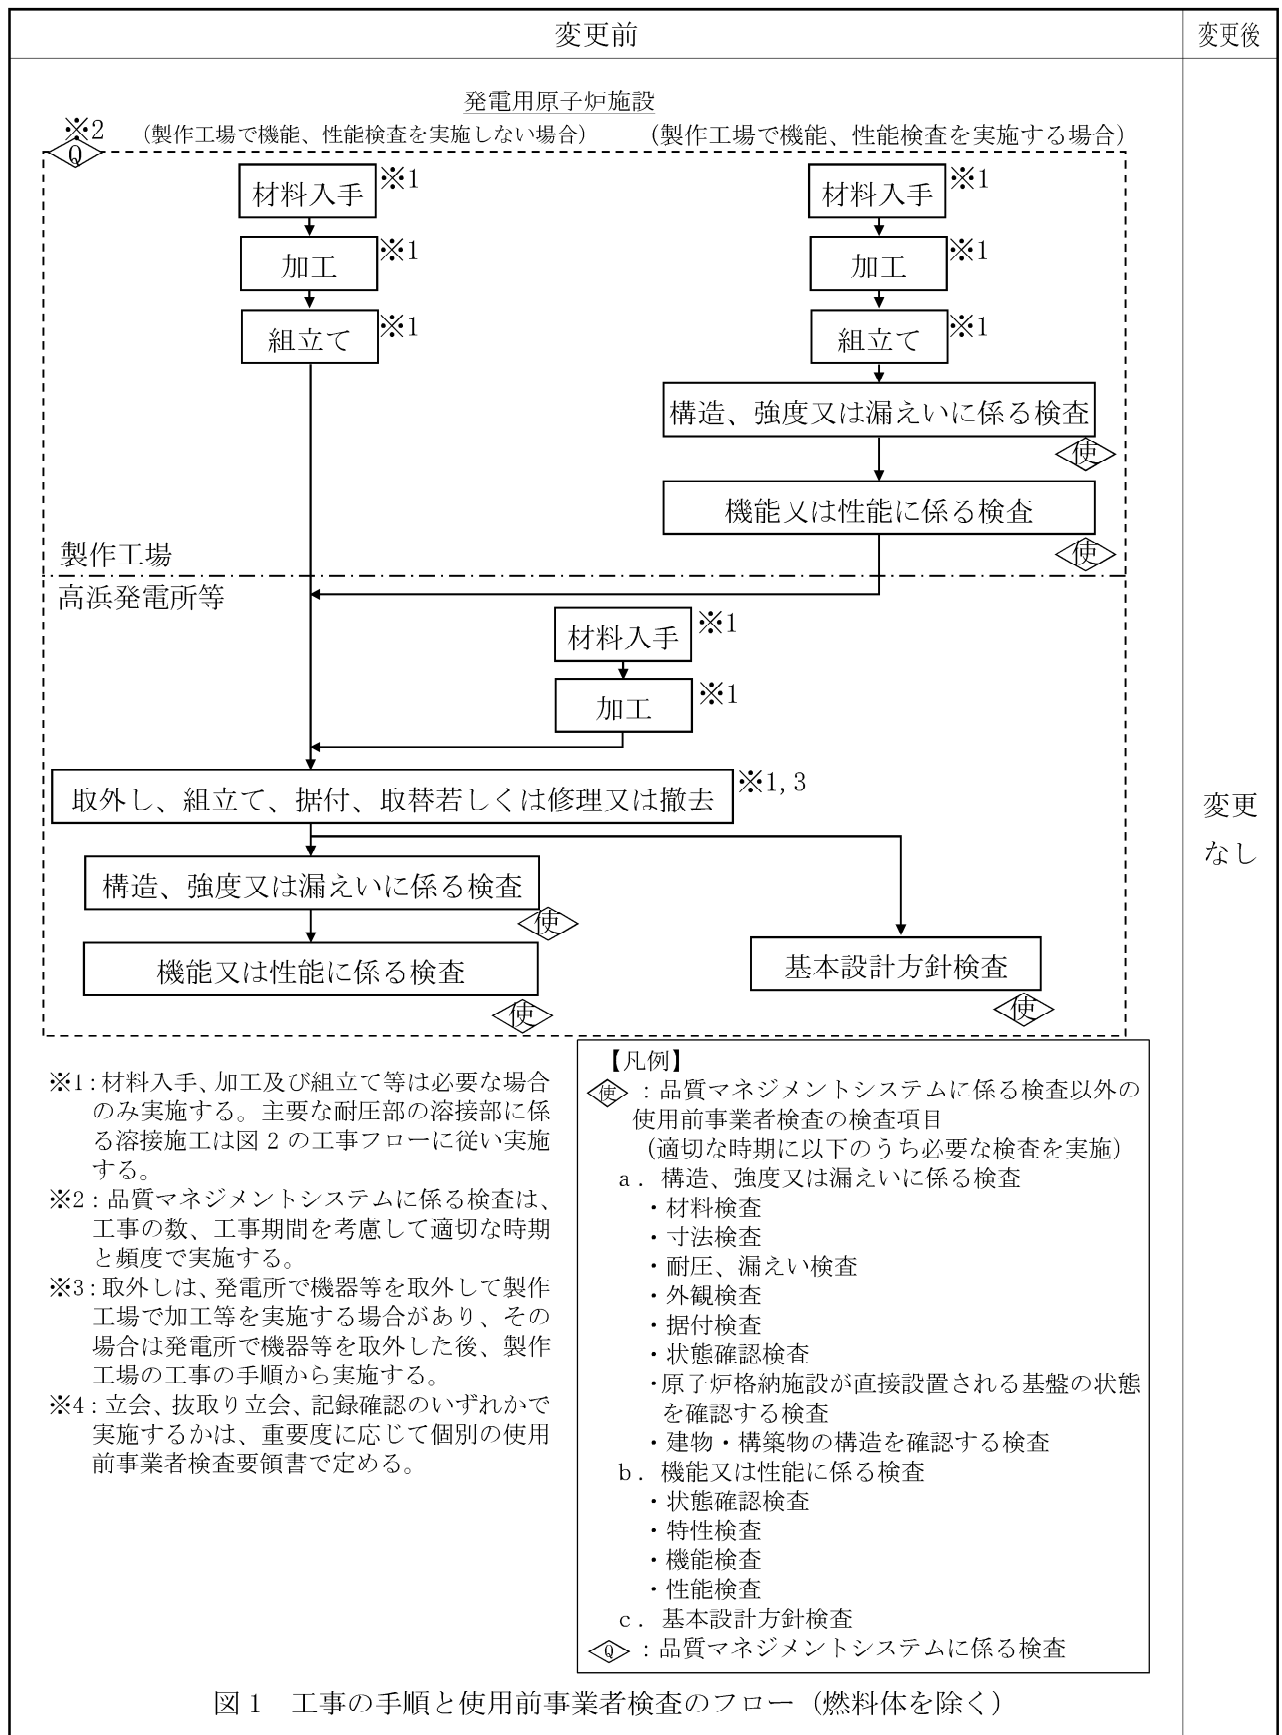 変更前
変更後
発電用原子炉施設
※2
（製作工場で機能、性能検査を実施しない場合）
（製作工場で機能、性能検査を実施する場合）
Q
材料入手
※1
加工
※1
組立て
※1
材料入手
※1
加工
※1
組立て
※1
構造、強度又は漏えいに係る検査
使
機能又は性能に係る検査
使
製作工場
高浜発電所等
材料入手
※1
加工
※1
取外し、組立て、据付、取替若しくは修理又は撤去
※1, 3
構造、強度又は漏えいに係る検査
使
機能又は性能に係る検査
使
基本設計方針検査
使
変更
なし
※1：材料入手、加工及び組立て等は必要な場合
のみ実施する。主要な耐圧部の溶接部に係
る溶接施工は図2の工事フローに従い実施
する。
※2：品質マネジメントシステムに係る検査は、
工事の数、工事期間を考慮して適切な時期
と頻度で実施する。
※3：取外しは、発電所で機器等を取外して製作
工場で加工等を実施する場合があり、その
場合は発電所で機器等を取外した後、製作
工場の工事の手順から実施する。
※4：立会、抜取り立会、記録確認のいずれかで
実施するかは、重要度に応じて個別の使用
前事業者検査要領書で定める。
【凡例】
使：品質マネジメントシステムに係る検査以外の
使用前事業者検査の検査項目
（適切な時期に以下のうち必要な検査を実施）
a．構造、強度又は漏えいに係る検査
・材料検査
・寸法検査
・耐圧、漏えい検査
・外観検査
・据付検査
・状態確認検査
・原子炉格納施設が直接設置される基盤の状態
を確認する検査
・建物・構築物の構造を確認する検査
b．機能又は性能に係る検査
・状態確認検査
・特性検査
・機能検査
・性能検査
c．基本設計方針検査
Q：品質マネジメントシステムに係る検査
図1　工事の手順と使用前事業者検査のフロー（燃料体を除く）